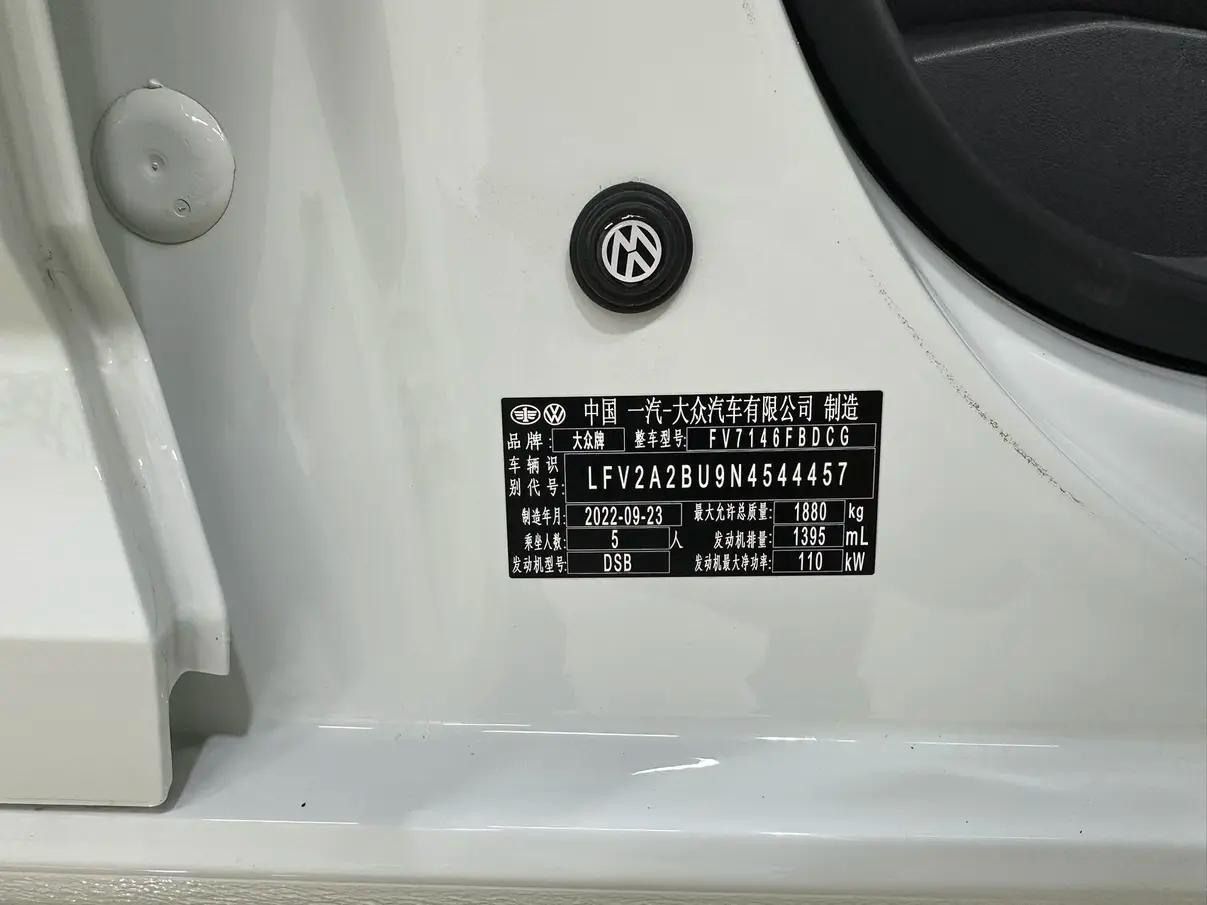 中国 一汽-大众汽车有限公司 制造
品牌: 大众牌 整车型号: FV7146FBDCG
车辆识别代号: LFV2A2BU9N4544457
制造年月: 2022-09-23 最大允许总质量: 1880 kg
乘坐人数: 5 人 发动机排量: 1395 mL
发动机型号: DSB 发动机最大净功率: 110 kW